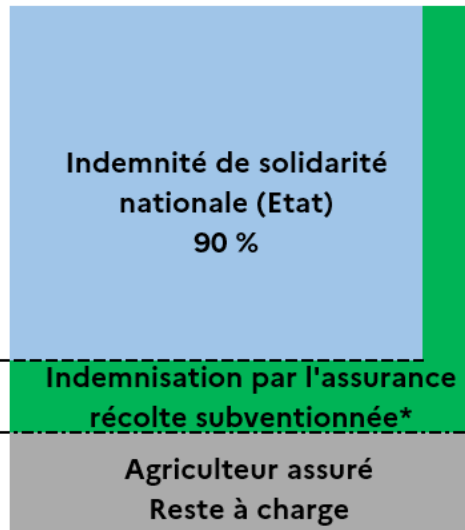 Indemnité de solidarité
nationale (Etat)
90 %
Indemnisation par l'assurance
récolte subventionnée*
Agriculteur assuré
Reste à charge